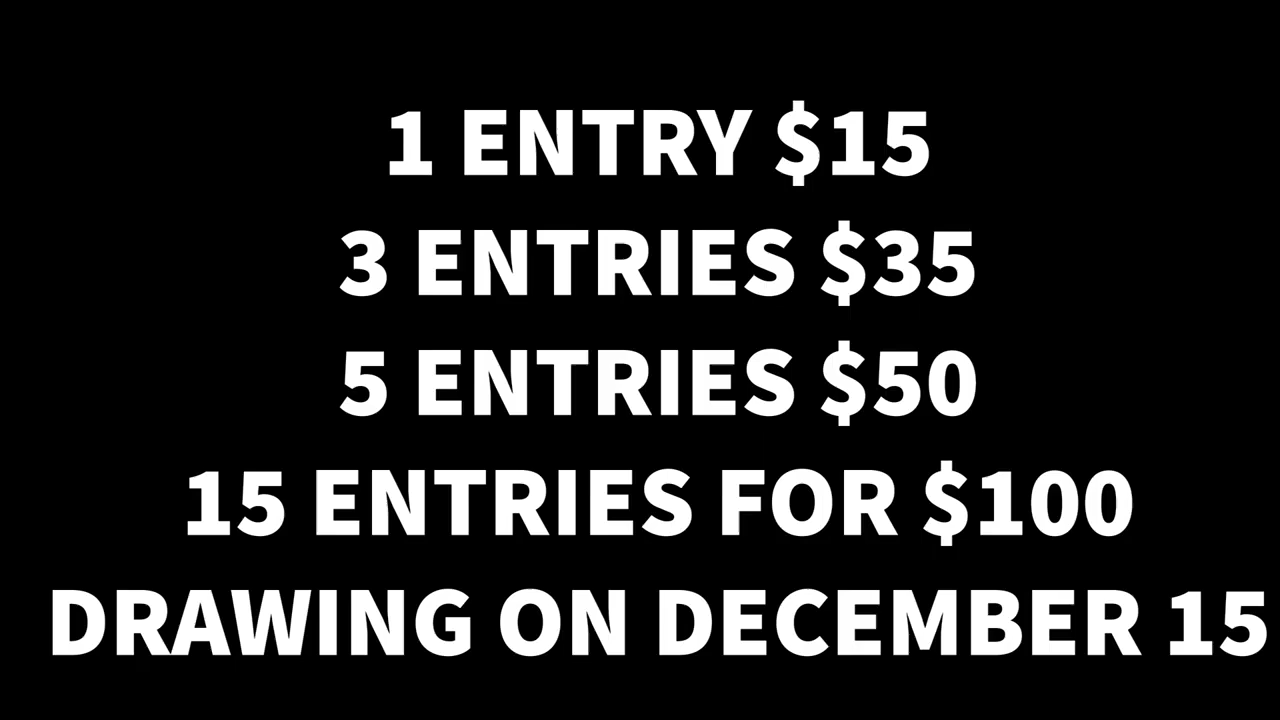 1 ENTRY $15
3 ENTRIES $35
5 ENTRIES $50
15 ENTRIES FOR $100
DRAWING ON DECEMBER 15